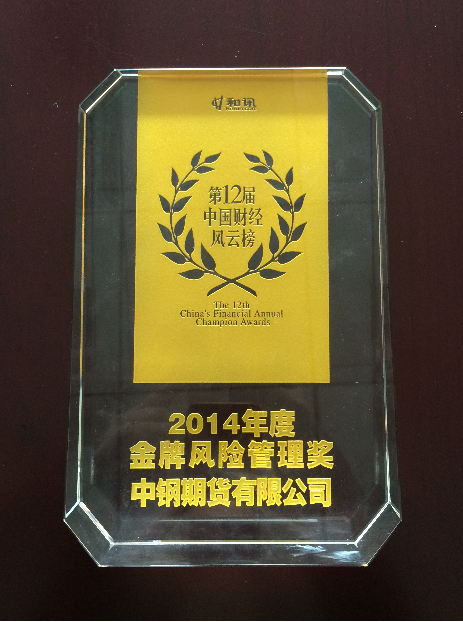 和讯
第12届
中国财经
风云榜
The 12th
China's Financial Annual
Champion Awards
2014年度
金牌风险管理奖
中钢期货有限公司